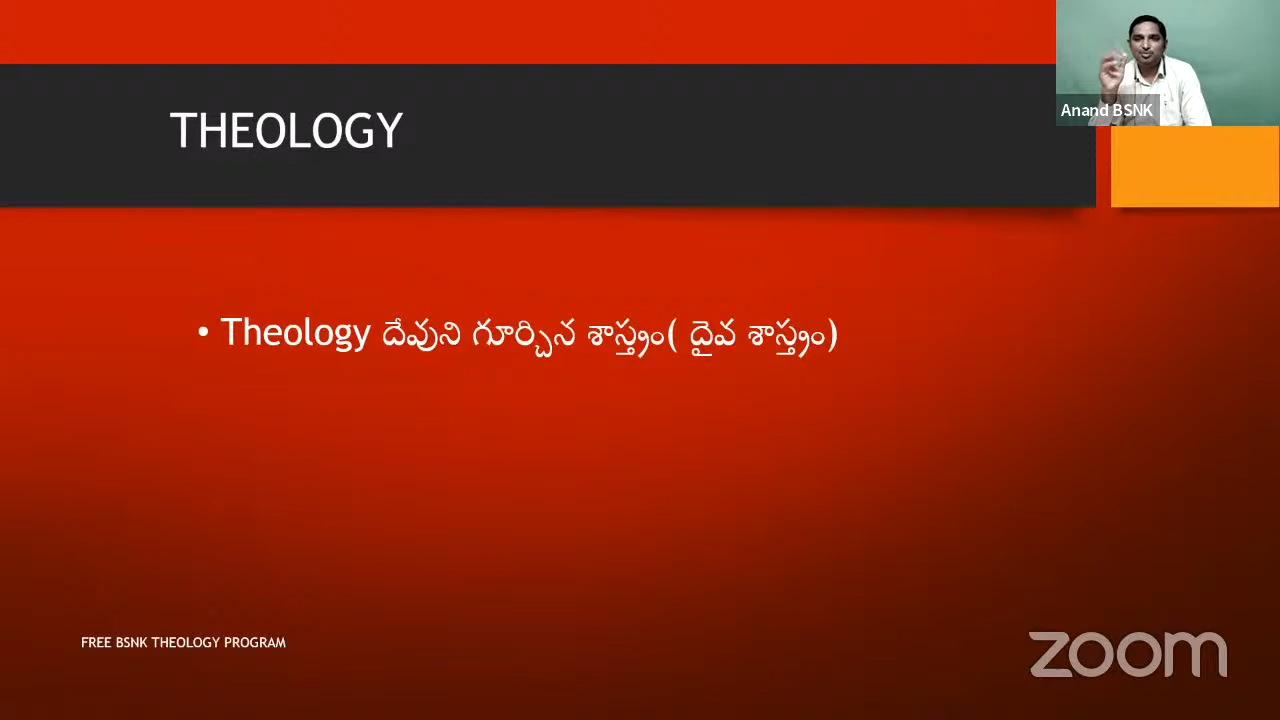 THEOLOGY
Anand BSNK
• Theology దేవుని గూర్చిన శాస్త్రం( దైవ శాస్త్రం)
FREE BSNK THEOLOGY PROGRAM
zoom